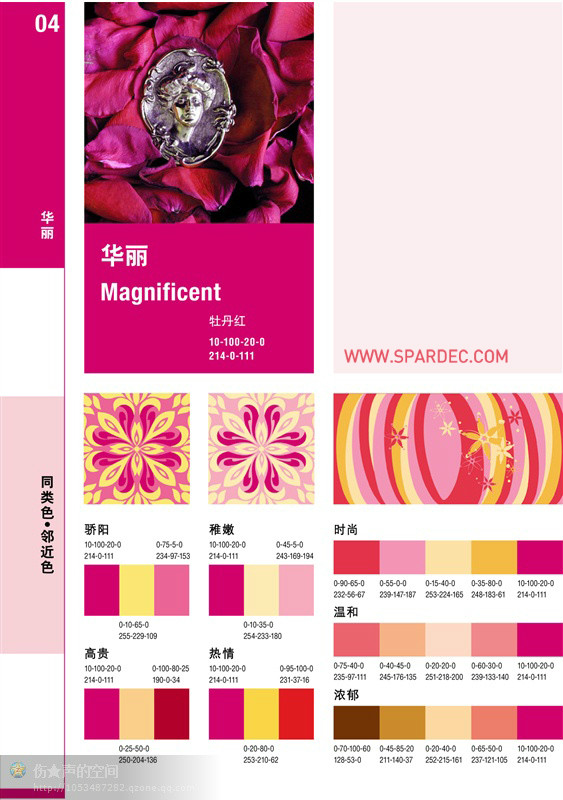 04
华丽
华丽
Magnificent
牡丹红
10-100-20-0
214-0-111
WWW.SPARDEC.COM
同类色•邻近色
骄阳
10-100-20-0 0-75-5-0
214-0-111 234-97-153
0-10-65-0
255-229-109
稚嫩
10-100-20-0 0-45-5-0
214-0-111 243-169-194
0-10-35-0
254-233-180
高贵
10-100-20-0 0-100-80-25
214-0-111 190-0-34
0-25-50-0
250-204-136
热情
10-100-20-0 0-95-100-0
214-0-111 231-37-16
0-20-80-0
253-210-62
时尚
0-90-65-0 0-55-0-0 0-15-40-0 0-35-80-0 10-100-20-0
232-56-67 239-147-187 253-224-165 248-183-61 214-0-111
温和
0-75-40-0 0-40-45-0 0-20-20-0 0-60-30-0 10-100-20-0
235-97-111 245-176-135 251-218-200 239-133-140 214-0-111
浓郁
0-70-100-60 0-45-85-20 0-20-40-0 0-65-50-0 10-100-20-0
128-53-0 211-140-37 252-215-161 237-121-105 214-0-111
伤★声的空间
http://1053487282.qzone.qq.co